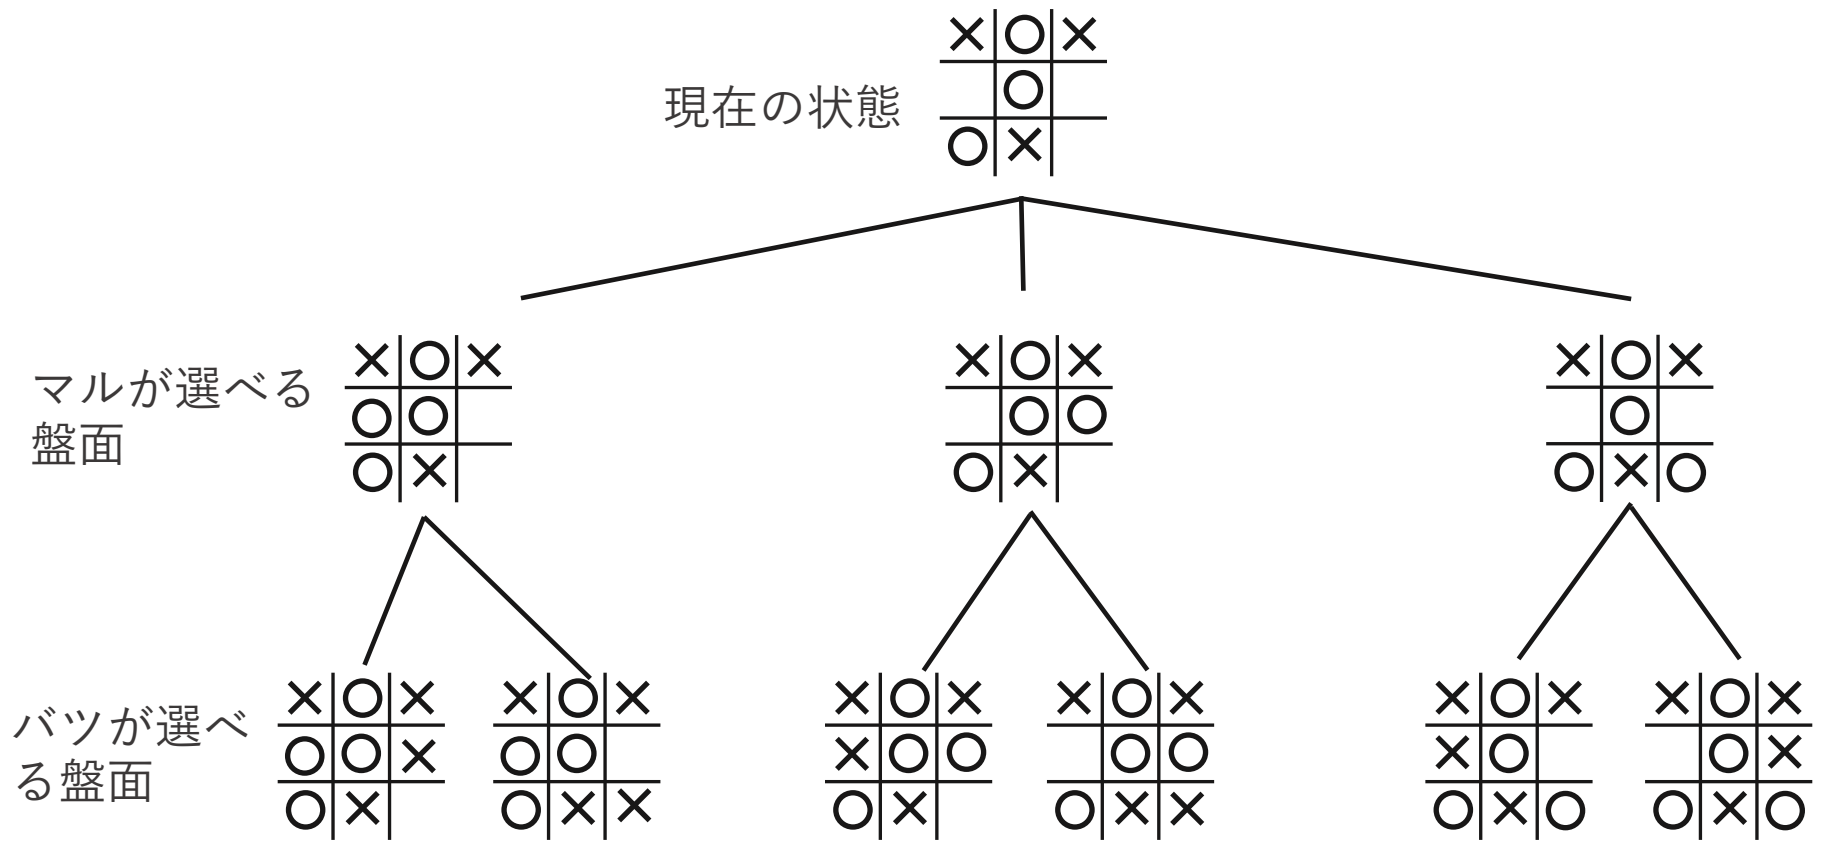 現在の状態
マルが選べる
盤面
バツが選べ
る盤面